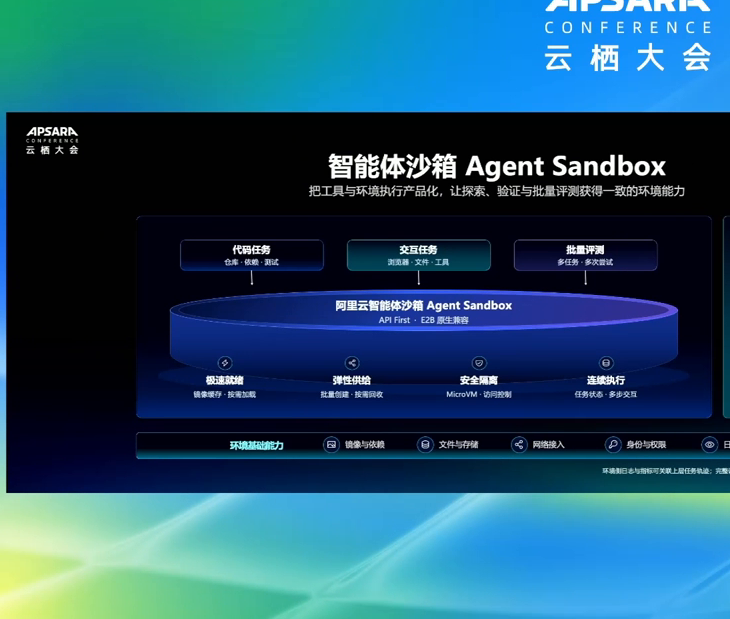 APSARA
CONFERENCE
云栖大会
APSARA
CONFERENCE
云栖大会
智能体沙箱 Agent Sandbox
把工具与环境执行产品化，让探索、验证与批量评测获得一致的环境能力
代码任务
仓库 · 依赖 · 测试
交互任务
浏览器 · 文件 · 工具
批量评测
多任务 · 多次尝试
阿里云智能体沙箱 Agent Sandbox
API First · E2B 原生兼容
极速就绪
镜像缓存 · 按需加载
弹性供给
批量创建 · 按需回收
安全隔离
MicroVM · 访问控制
连续执行
任务状态 · 多步交互
环境基础能力
镜像与依赖
文件与存储
网络接入
身份与权限
日
环境侧日志与指标可关联上层任务轨迹；完整